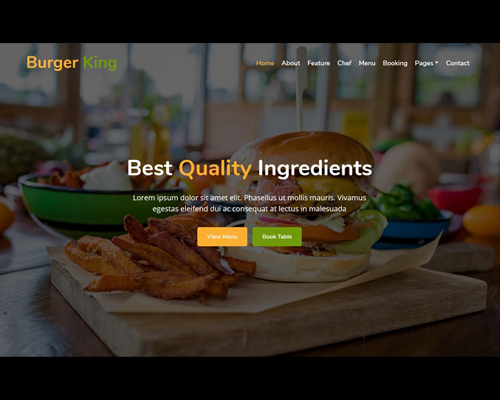 Burger King
Home About Feature Chef Menu Booking Pages Contact
Best Quality Ingredients
Lorem ipsum dolor sit amet elit. Phasellus ut mollis mauris. Vivamus
egestas eleifend dui ac consequat at lectus in malesuada
View Menu Book Table